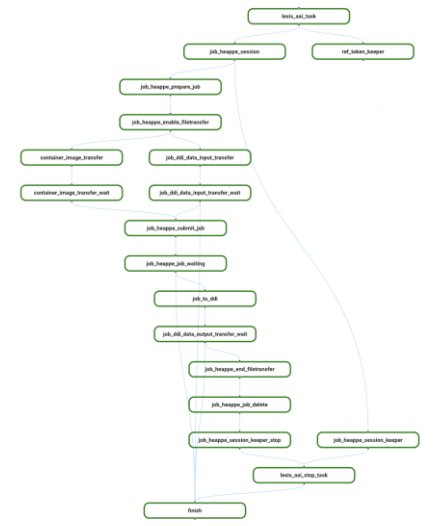 lexis_aai_task
job_heappe_session
ref_token_keeper
job_heappe_prepare_job
job_heappe_enable_filetransfer
container_image_transfer
job_ddi_data_input_transfer
container_image_transfer_wait
job_ddi_data_input_transfer_wait
job_heappe_submit_job
job_heappe_job_waiting
job_to_ddi
job_ddi_data_output_transfer_wait
job_heappe_end_filetransfer
job_heappe_job_delete
job_heappe_session_keeper_stop
job_heappe_session_keeper
lexis_aai_stop_task
finish